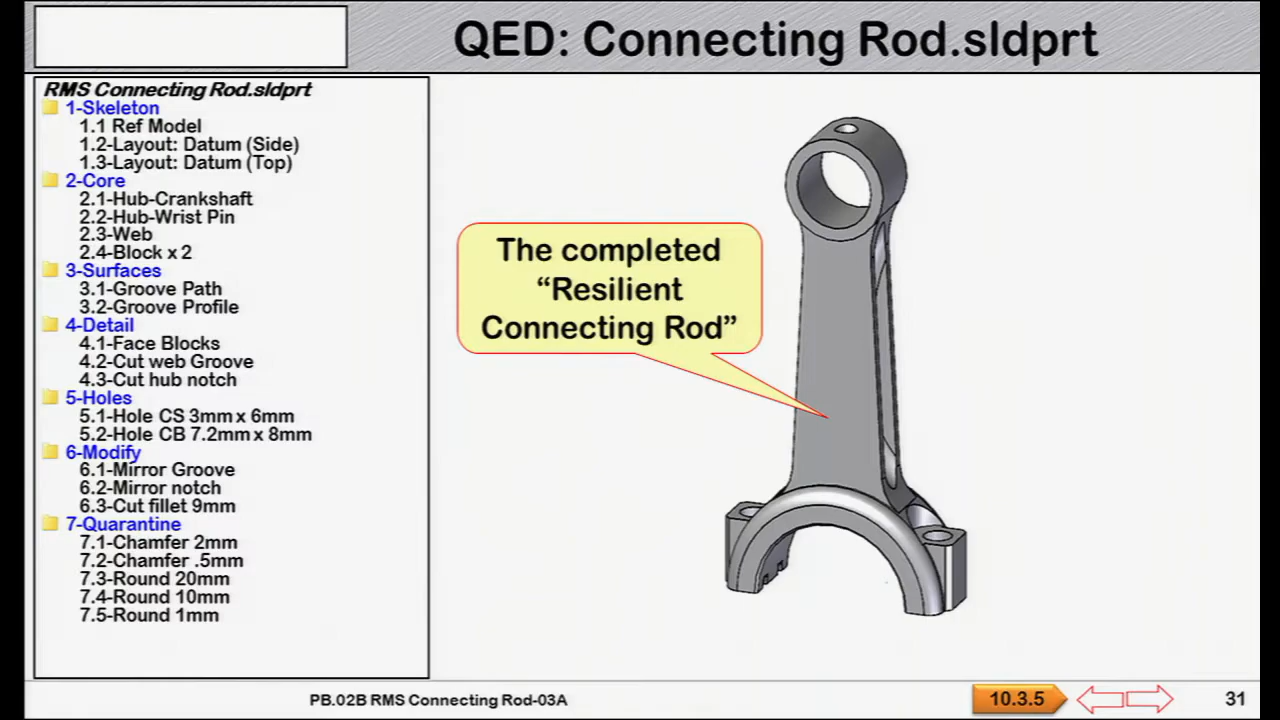 QED: Connecting Rod.sldprt
RMS Connecting Rod.sldprt
1-Skeleton
1.1 Ref Model
1.2-Layout: Datum (Side)
1.3-Layout: Datum (Top)
2-Core
2.1-Hub-Crankshaft
2.2-Hub-Wrist Pin
2.3-Web
2.4-Block x 2
3-Surfaces
3.1-Groove Path
3.2-Groove Profile
4-Detail
4.1-Face Blocks
4.2-Cut web Groove
4.3-Cut hub notch
5-Holes
5.1-Hole CS 3mm x 6mm
5.2-Hole CB 7.2mm x 8mm
6-Modify
6.1-Mirror Groove
6.2-Mirror notch
6.3-Cut fillet 9mm
7-Quarantine
7.1-Chamfer 2mm
7.2-Chamfer .5mm
7.3-Round 20mm
7.4-Round 10mm
7.5-Round 1mm
The completed
“Resilient
Connecting Rod”
PB.02B RMS Connecting Rod-03A
10.3.5
31